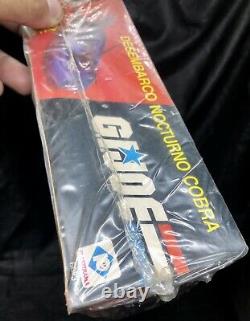 DESEMBARCO NOCTURNO COBRA
G.I. JOE